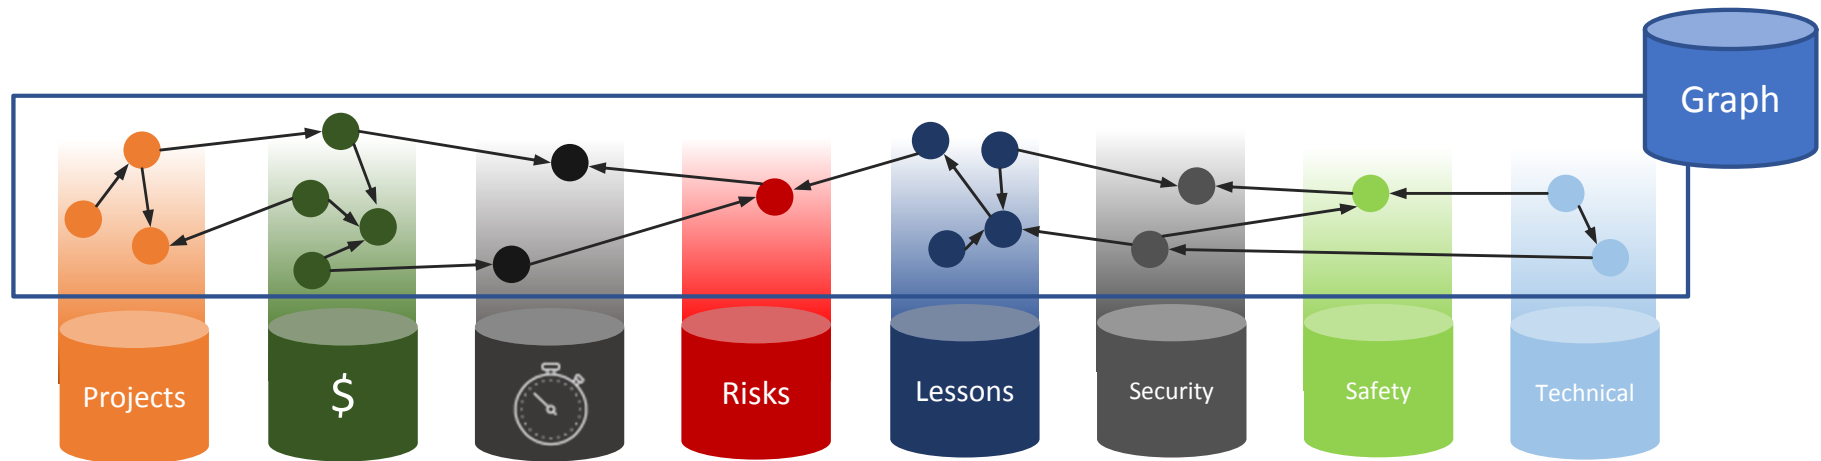 Graph
Projects
$
Risks
Lessons
Security
Safety
Technical